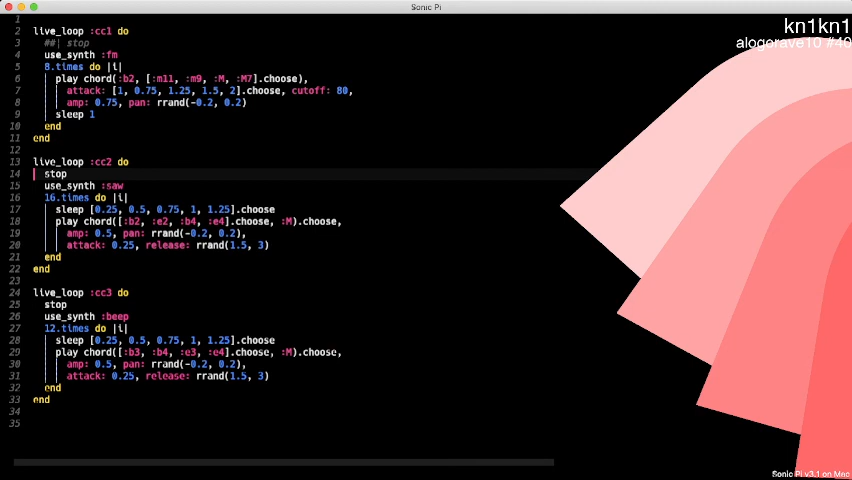 Sonic Pi
kn1kn1
algorave10 #40
1
2 live_loop :cc1 do
3 ##| stop
4 use_synth :fm
5 8.times do |i|
6 play chord(:b2, [:m11, :m9, :M, :M7].choose),
7 attack: [1, 0.75, 1.25, 1.5, 2].choose, cutoff: 80,
8 amp: 0.75, pan: rrand(-0.2, 0.2)
9 sleep 1
10 end
11 end
12
13 live_loop :cc2 do
14 stop
15 use_synth :saw
16 16.times do |i|
17 sleep [0.25, 0.5, 0.75, 1, 1.25].choose
18 play chord([:b2, :e2, :b4, :e4].choose, :M).choose,
19 amp: 0.5, pan: rrand(-0.2, 0.2),
20 attack: 0.25, release: rrand(1.5, 3)
21 end
22 end
23
24 live_loop :cc3 do
25 stop
26 use_synth :beep
27 12.times do |i|
28 sleep [0.25, 0.5, 0.75, 1, 1.25].choose
29 play chord([:b3, :b4, :e3, :e4].choose, :M).choose,
30 amp: 0.5, pan: rrand(-0.2, 0.2),
31 attack: 0.25, release: rrand(1.5, 3)
32 end
33 end
34
35
Sonic Pi v3.1 on Mac